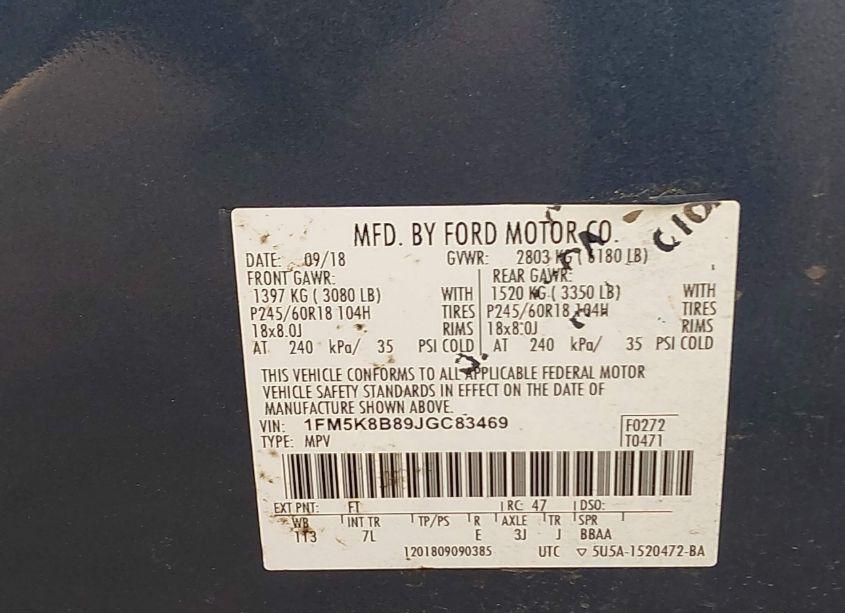 MFD. BY FORD MOTOR CO.
DATE: 09/18 GVWR: 2803 KG ( 6180 LB)
FRONT GAWR: REAR GAWR:
1397 KG ( 3080 LB) WITH 1520 KG ( 3350 LB) WITH
P245/60R18 104H TIRES P245/60R18 104H TIRES
18x8.0J RIMS 18x8.0J RIMS
AT 240 kPa/ 35 PSI COLD AT 240 kPa/ 35 PSI COLD
THIS VEHICLE CONFORMS TO ALL APPLICABLE FEDERAL MOTOR
VEHICLE SAFETY STANDARDS IN EFFECT ON THE DATE OF
MANUFACTURE SHOWN ABOVE.
VIN: 1FM5K8B89JGC83469 F0272
TYPE: MPV T0471
EXT PNT: FT RC: 47 DSO:
WB INT TR TP/PS R AXLE TR SPR
113 7L E 3J J BBAA
1201809090385 UTC ▽ 5U5A-1520472-BA